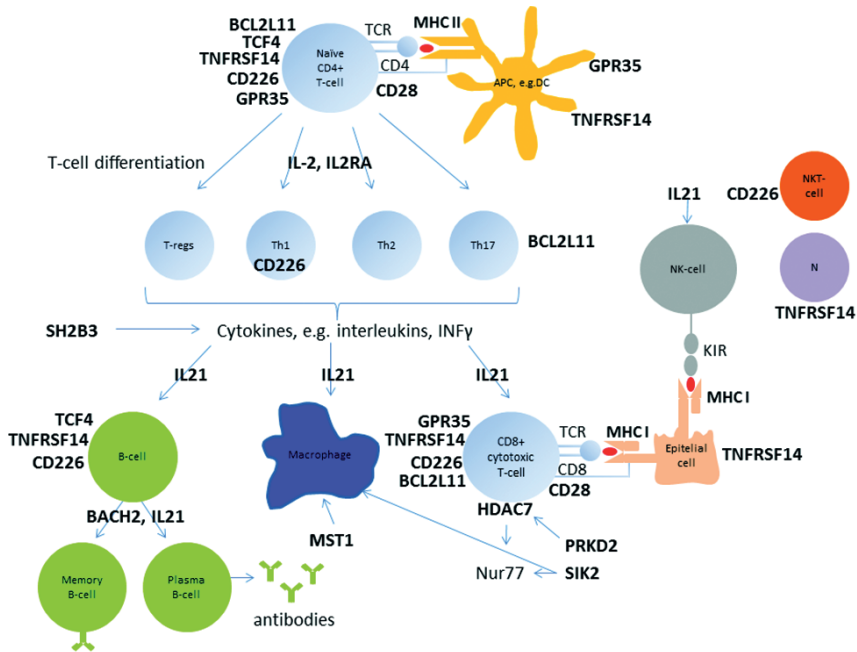 BCL2L11
TCF4
TNFRSF14
CD226
GPR35
Naïve
CD4+
T-cell
TCR
CD4
CD28
MHC II
APC, e.g.DC
GPR35
TNFRSF14
T-cell differentiation
IL-2, IL2RA
T-regs
Th1
CD226
Th2
Th17
BCL2L11
IL21
CD226
NKT-
cell
NK-cell
N
TNFRSF14
KIR
MHC I
SH2B3
Cytokines, e.g. interleukins, INFγ
IL21
IL21
IL21
TCF4
TNFRSF14
CD226
B-cell
Macrophage
GPR35
TNFRSF14
CD226
BCL2L11
CD8+
cytotoxic
T-cell
TCR
CD8
CD28
MHC I
Epitelial
cell
TNFRSF14
BACH2, IL21
MST1
HDAC7
PRKD2
Nur77
SIK2
Memory
B-cell
Plasma
B-cell
antibodies